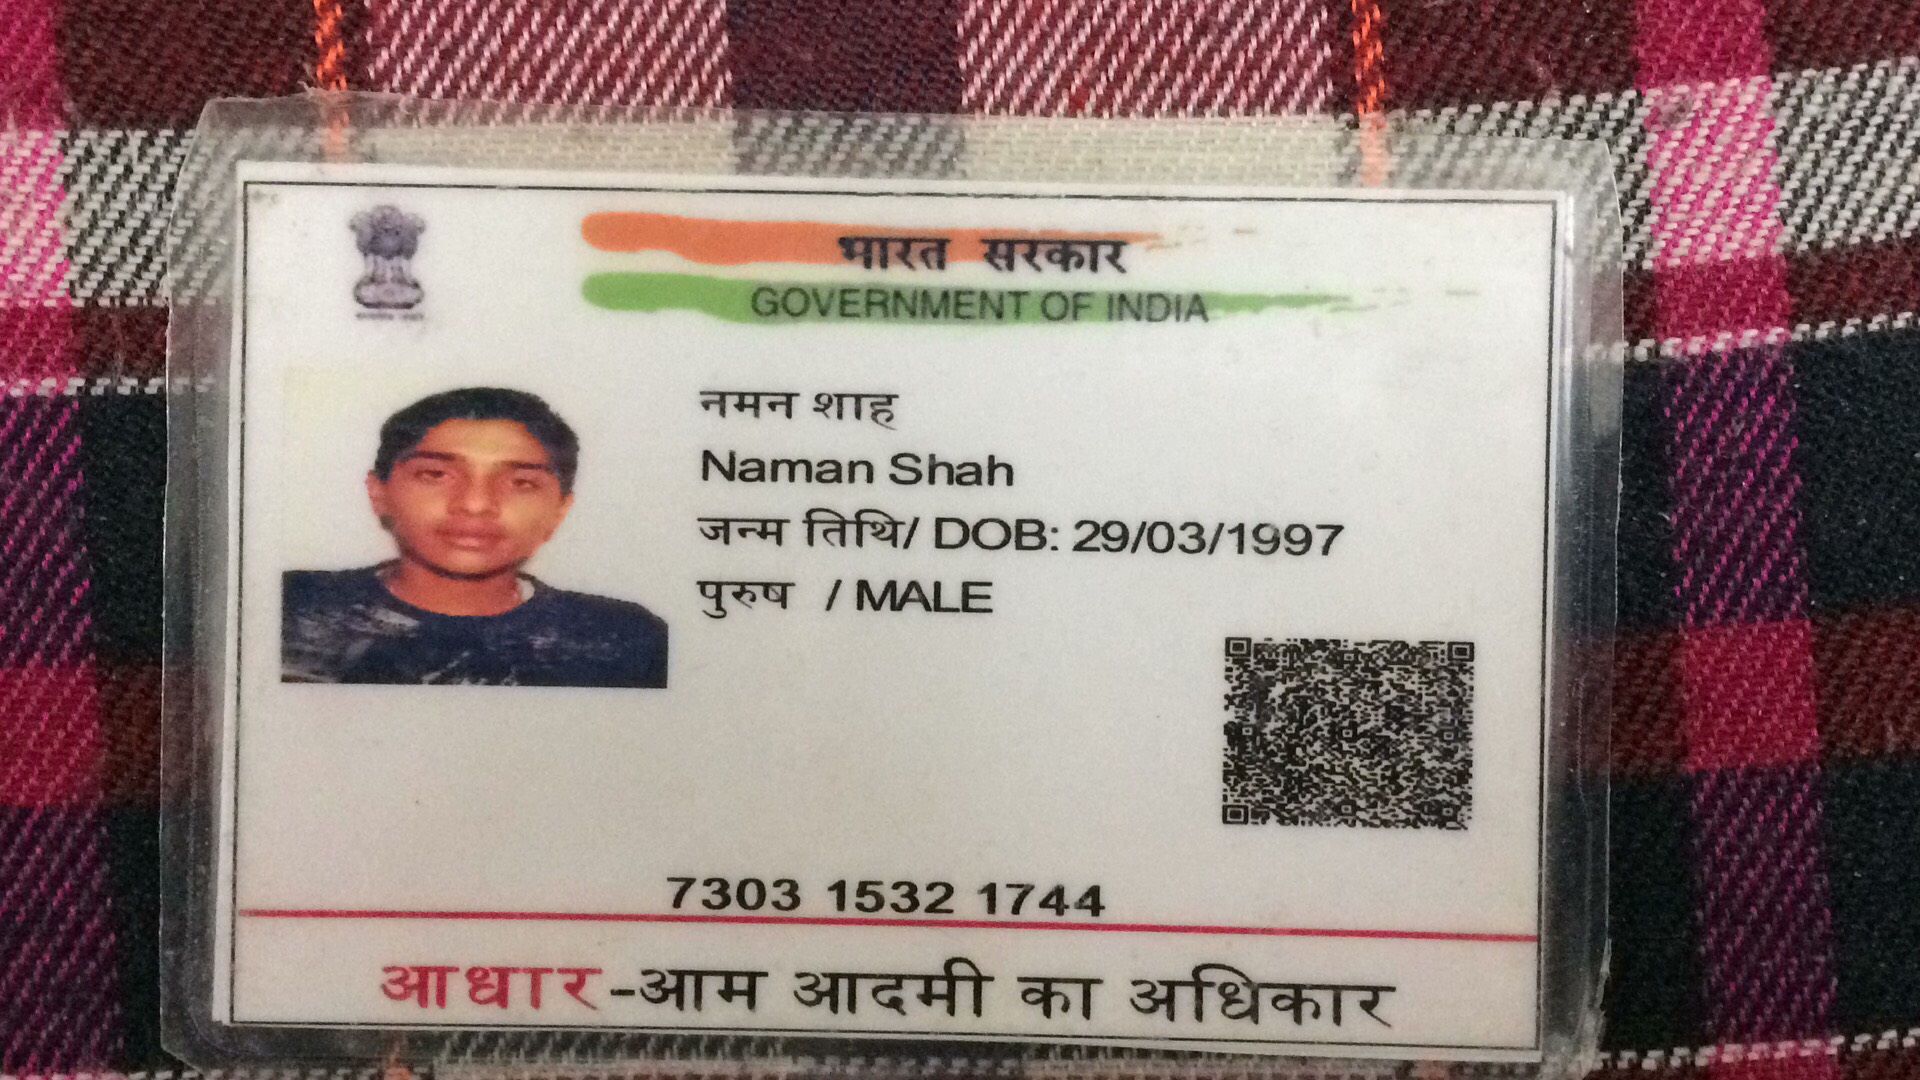 भारत सरकार
GOVERNMENT OF INDIA
नमन शाह
Naman Shah
जन्म तिथि/ DOB: 29/03/1997
पुरुष / MALE
7303 1532 1744
आधार-आम आदमी का अधिकार